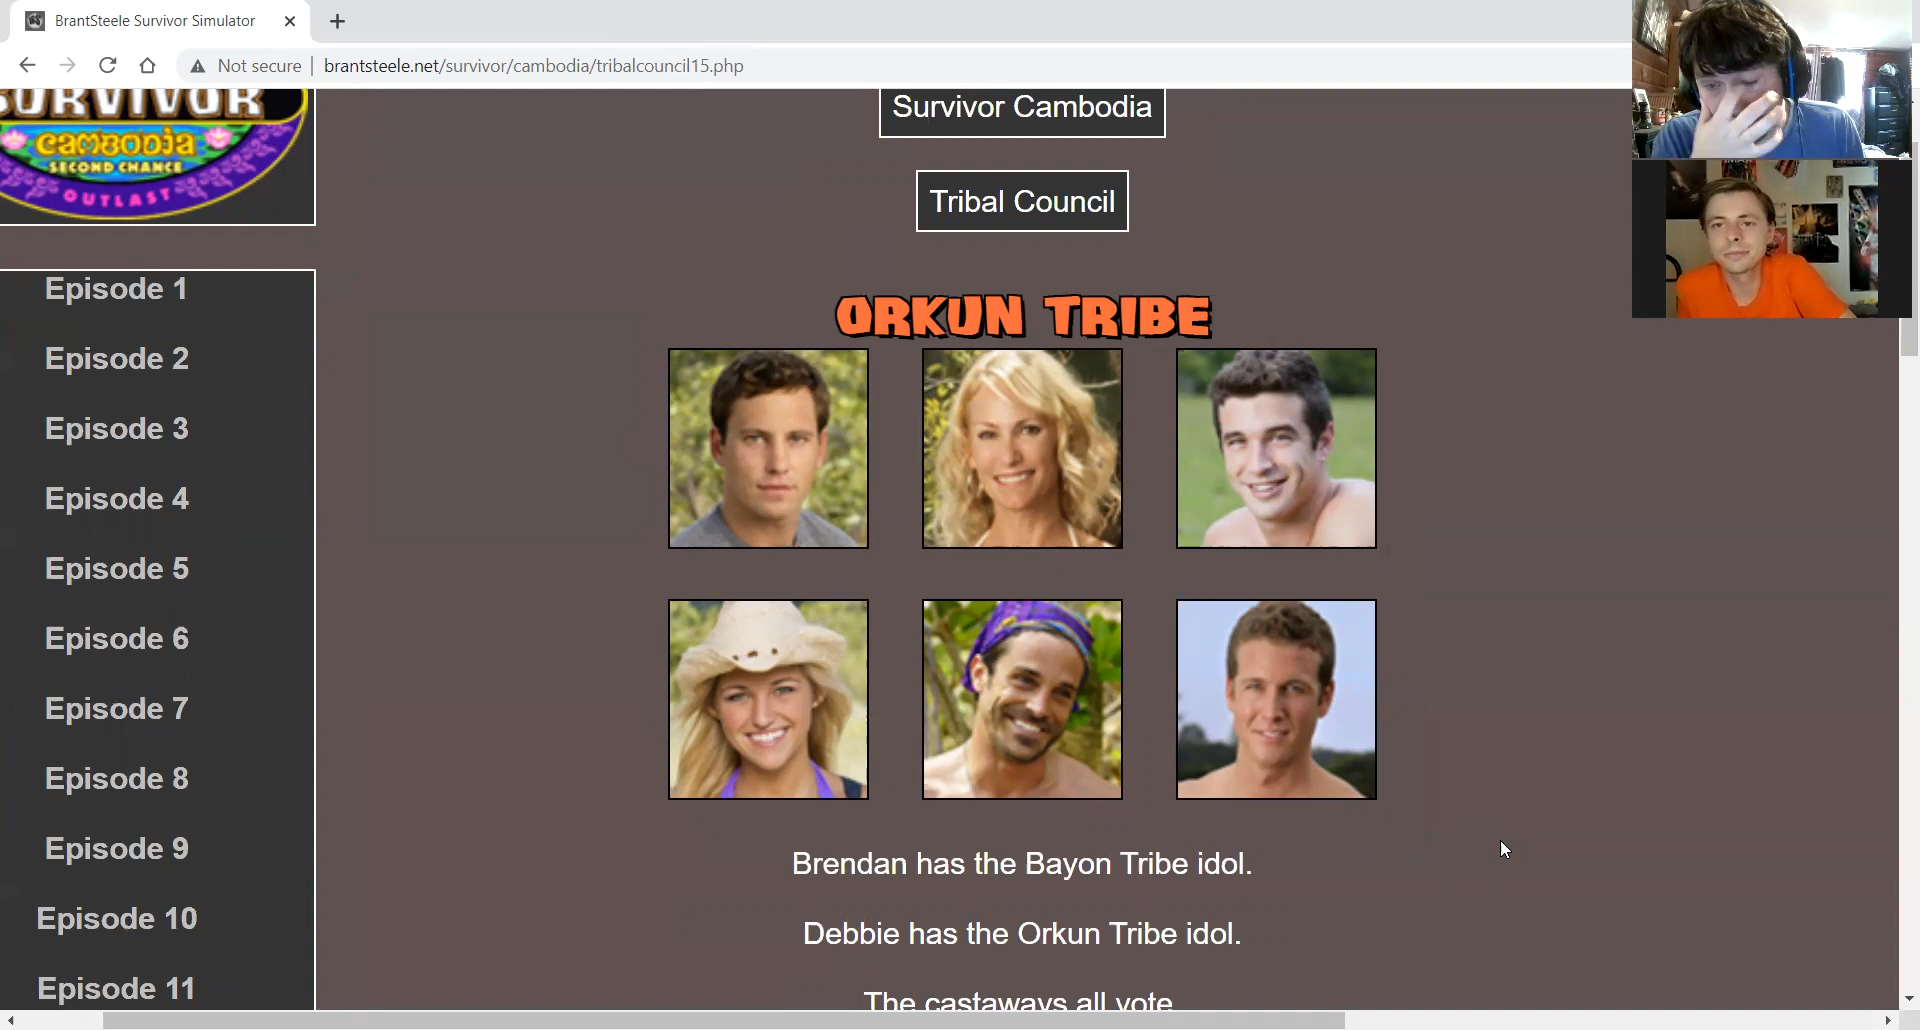 BrantSteele Survivor Simulator
Not secure
brantsteele.net/survivor/cambodia/tribalcouncil15.php
SURVIVOR
CAMBODIA
SECOND CHANCE
OUTLAST
Episode 1
Episode 2
Episode 3
Episode 4
Episode 5
Episode 6
Episode 7
Episode 8
Episode 9
Episode 10
Episode 11
Survivor Cambodia
Tribal Council
ORKUN TRIBE
Brendan has the Bayon Tribe idol.
Debbie has the Orkun Tribe idol.
The castaways all vote